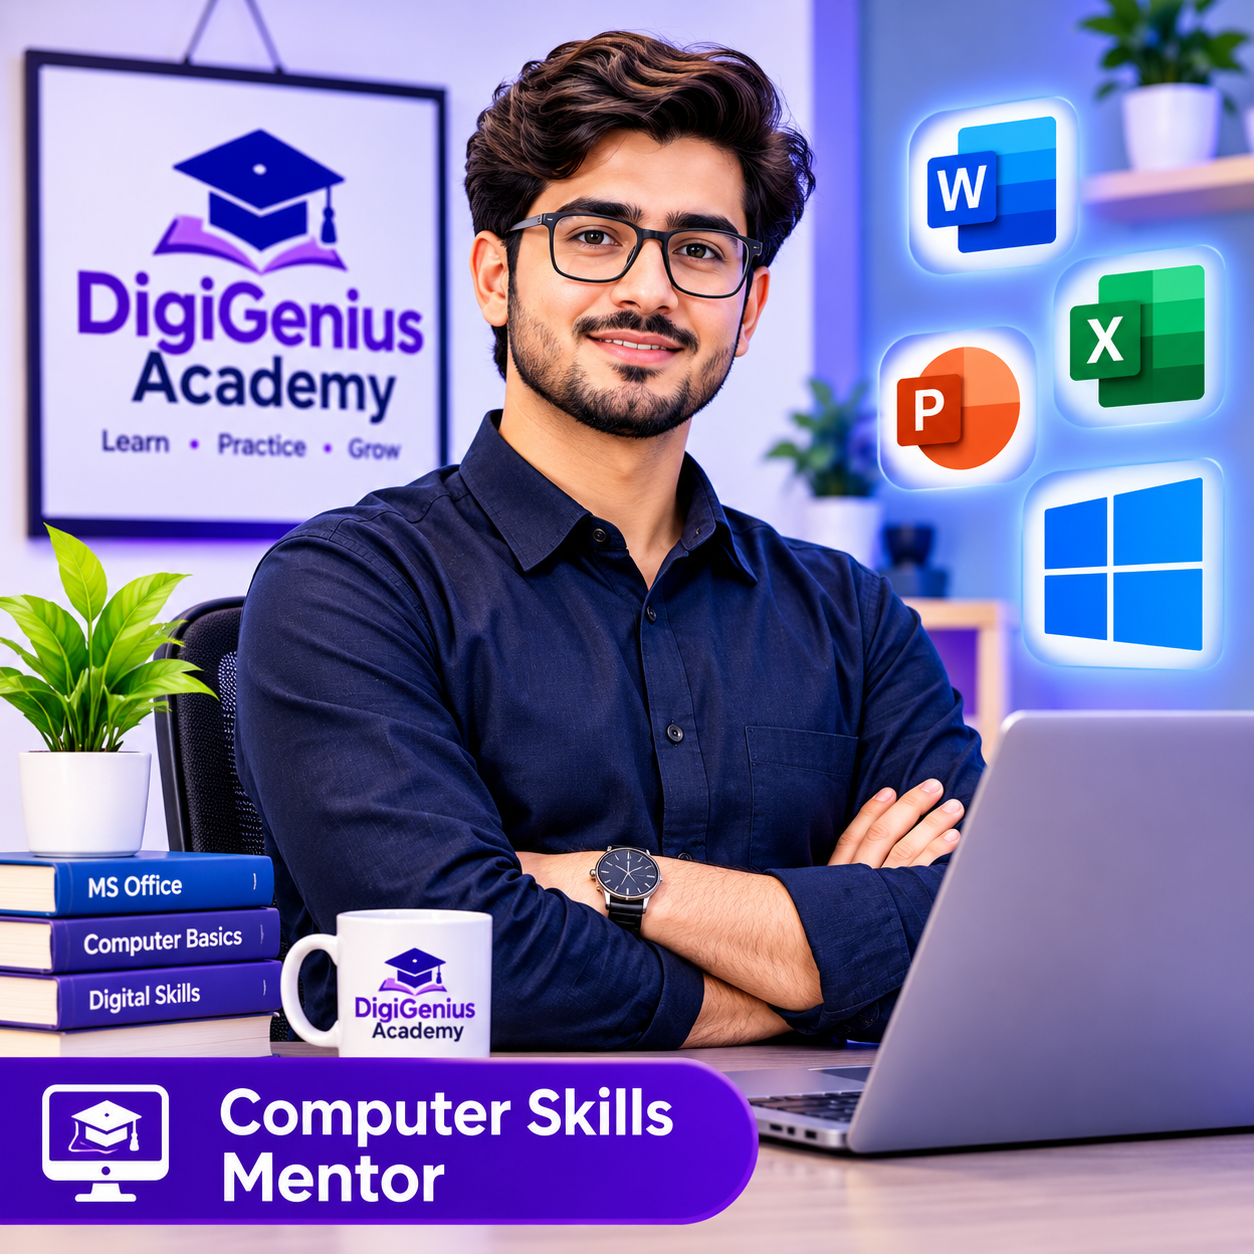 DigiGenius
Academy
Learn • Practice • Grow
W
X
P
MS Office
Computer Basics
Digital Skills
DigiGenius
Academy
Computer Skills
Mentor